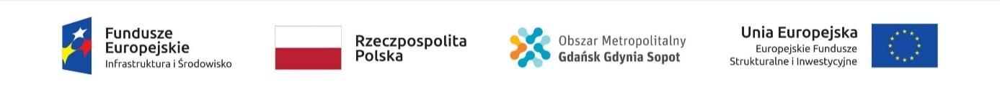 Fundusze
Europejskie
Infrastruktura i Środowisko
Rzeczpospolita
Polska
Obszar Metropolitalny
Gdańsk Gdynia Sopot
Unia Europejska
Europejskie Fundusze
Strukturalne i Inwestycyjne